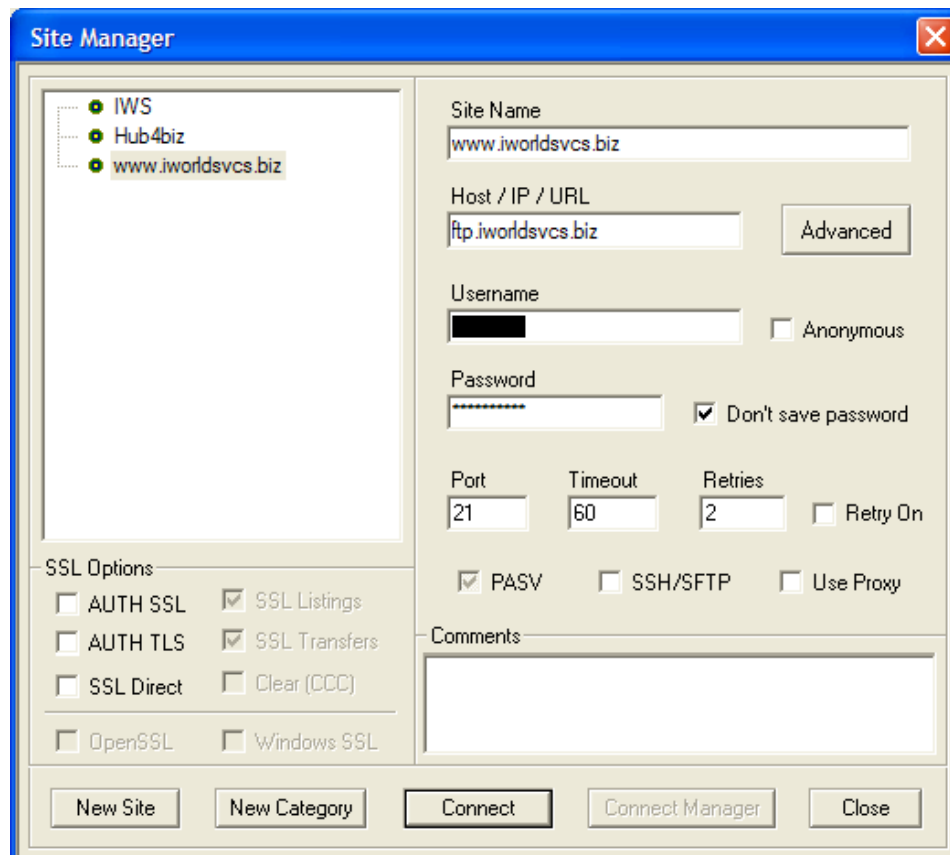 Site Manager
IWS
Hub4biz
www.iworldsvcs.biz
Site Name
www.iworldsvcs.biz
Host / IP / URL
ftp.iworldsvcs.biz
Advanced
Username
Anonymous
Password
**********
Don't save password
Port Timeout Retries
21 60 2 Retry On
PASV SSH/SFTP Use Proxy
SSL Options
AUTH SSL SSL Listings
AUTH TLS SSL Transfers
SSL Direct Clear (CCC)
OpenSSL Windows SSL
Comments
New Site New Category Connect Connect Manager Close